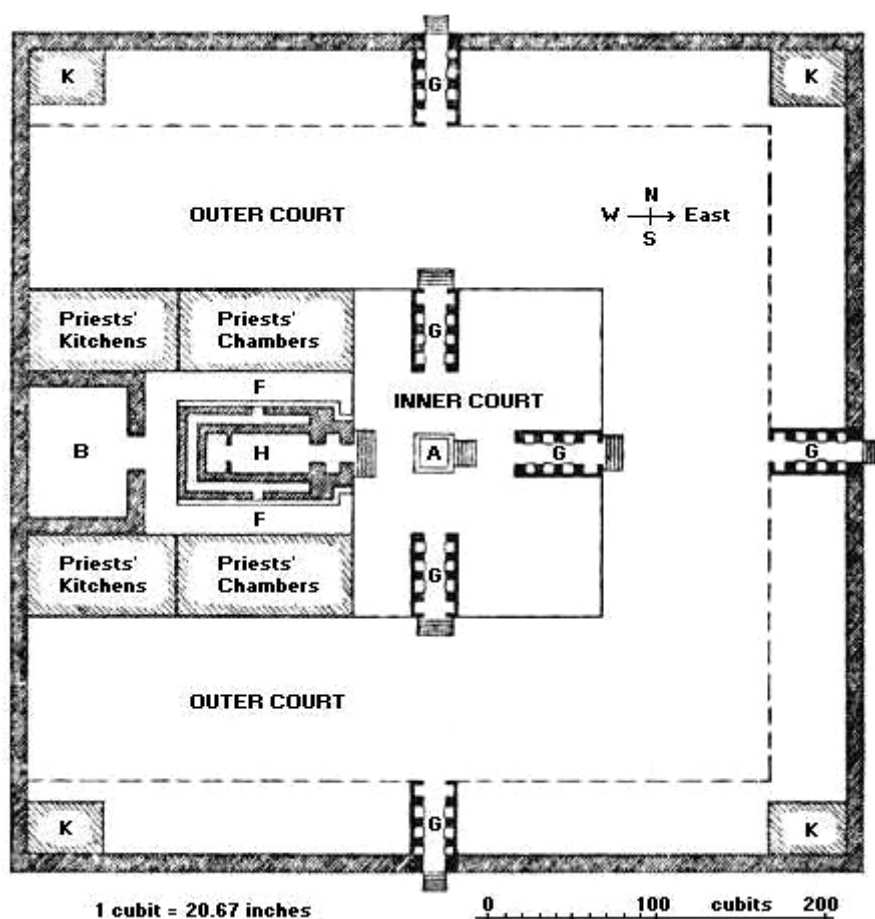 K
G
K
OUTER COURT
N
W
East
S
Priests'
Kitchens
Priests'
Chambers
G
F
INNER COURT
B
H
A
G
G
F
Priests'
Kitchens
Priests'
Chambers
G
OUTER COURT
K
G
K
1 cubit = 20.67 inches
0 100 cubits 200